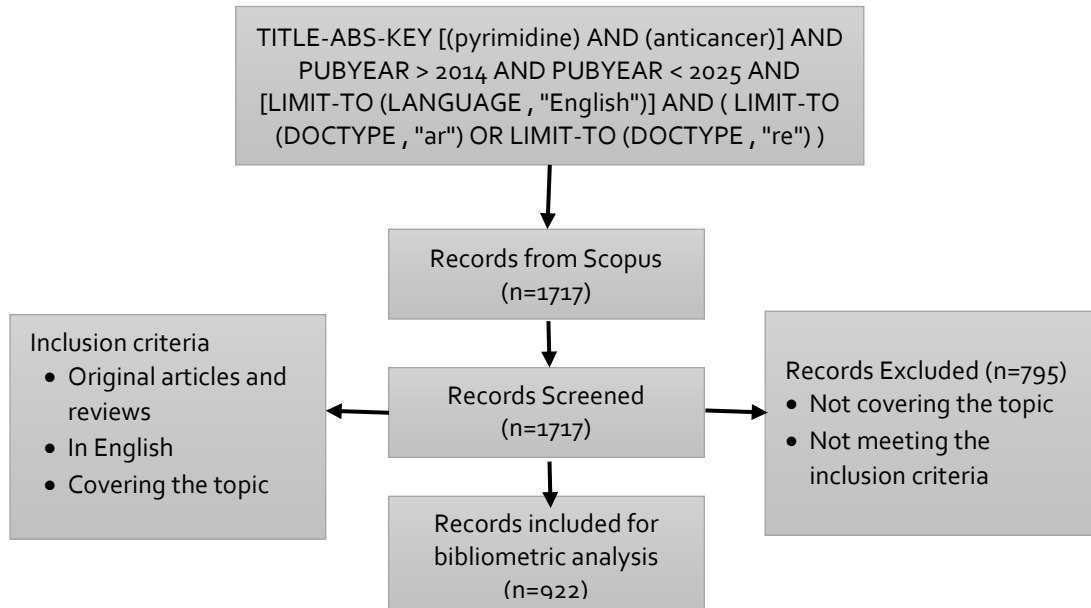 TITLE-ABS-KEY [(pyrimidine) AND (anticancer)] AND
PUBYEAR > 2014 AND PUBYEAR < 2025 AND
[LIMIT-TO (LANGUAGE , "English")] AND ( LIMIT-TO
(DOCTYPE , "ar") OR LIMIT-TO (DOCTYPE , "re") )
Records from Scopus
(n=1717)
Inclusion criteria
• Original articles and
reviews
• In English
• Covering the topic
Records Screened
(n=1717)
Records Excluded (n=795)
• Not covering the topic
• Not meeting the
inclusion criteria
Records included for
bibliometric analysis
(n=922)